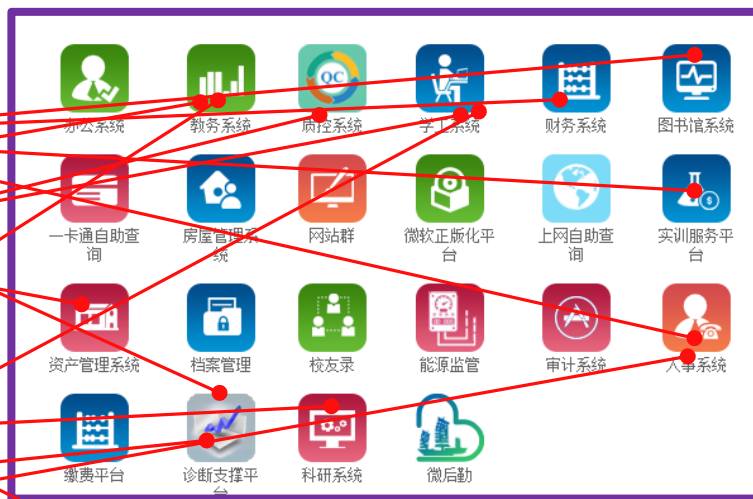 QC
办公系统 教务系统 质控系统 学工系统 财务系统 图书馆系统
一卡通自助查 房屋管理系 网站群 微软正版化平 上网自助查 实训服务平
询 统 台 询 台
$
资产管理系统 档案管理 校友录 能源监管 审计系统 人事系统
缴费平台 诊断支撑平 科研系统 微后勤
台